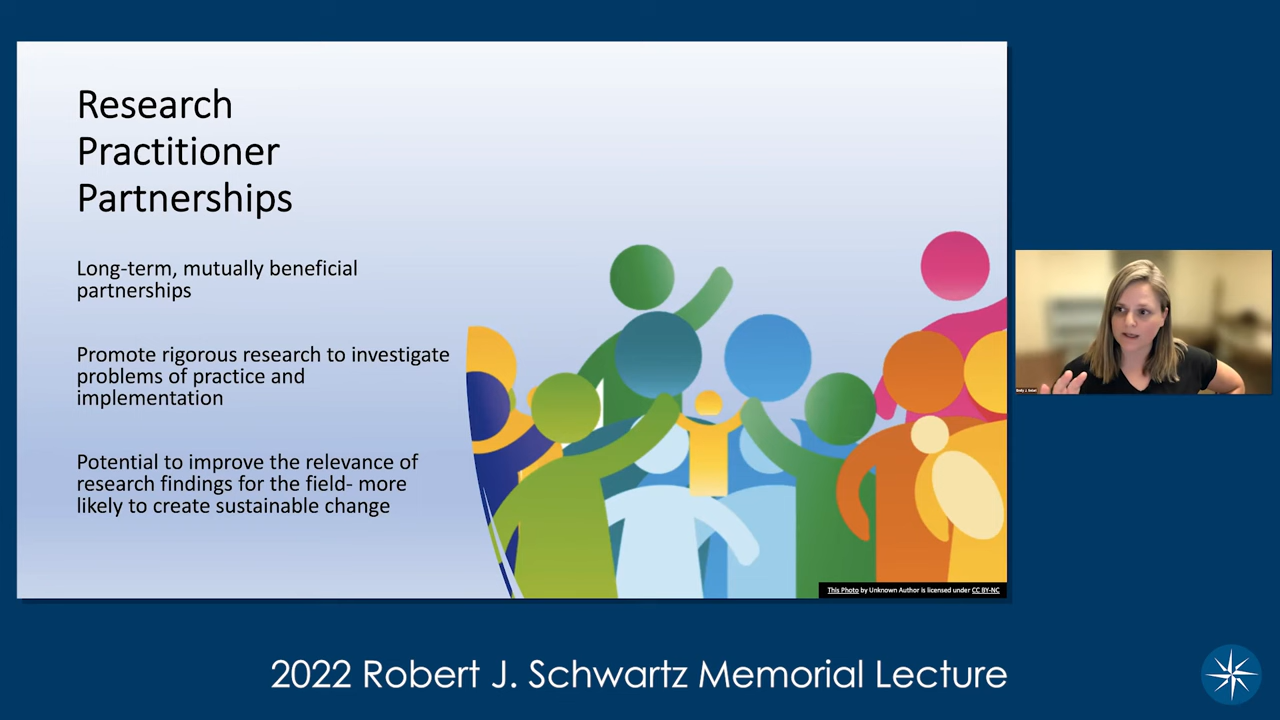 Research
Practitioner
Partnerships
Long-term, mutually beneficial
partnerships
Promote rigorous research to investigate
problems of practice and
implementation
Potential to improve the relevance of
research findings for the field- more
likely to create sustainable change
This Photo by Unknown Author is licensed under CC BY-NC
2022 Robert J. Schwartz Memorial Lecture